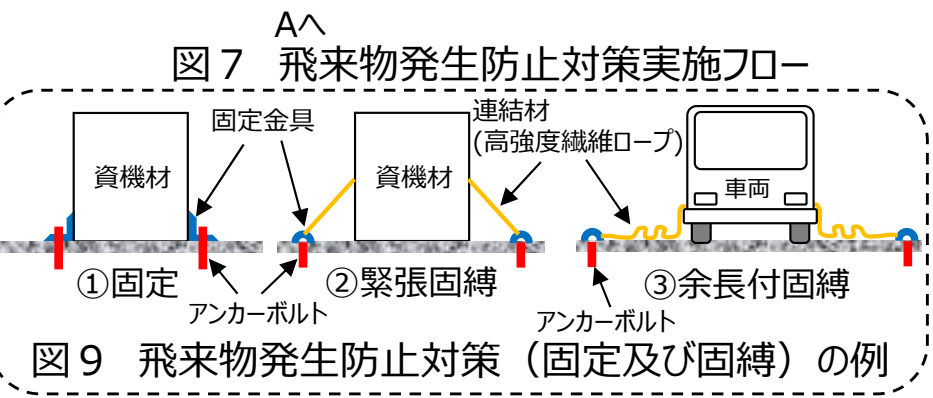 Aへ
図７ 飛来物発生防止対策実施フロー
固定金具
連結材
(高強度繊維ロープ)
資機材
資機材
車両
①固定
②緊張固縛
③余長付固縛
アンカーボルト
アンカーボルト
図９ 飛来物発生防止対策（固定及び固縛）の例